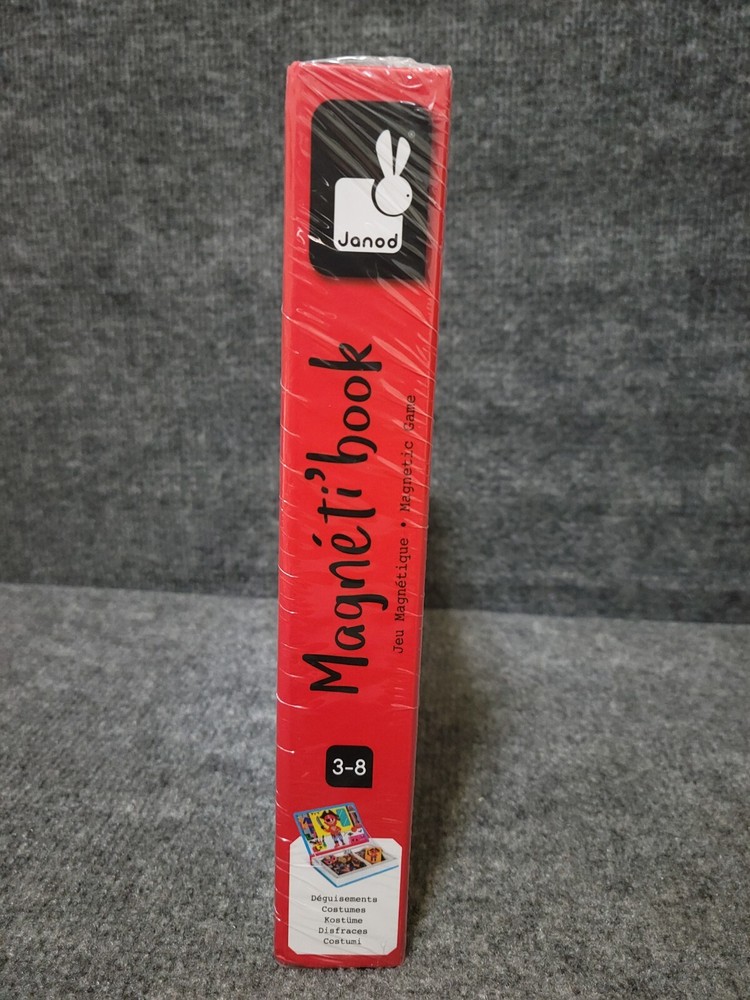 Janod
®
Magnéti'book
Jeu Magnétique • Magnetic Game
3-8
Déguisements
Costumes
Kostüme
Disfraces
Costumi